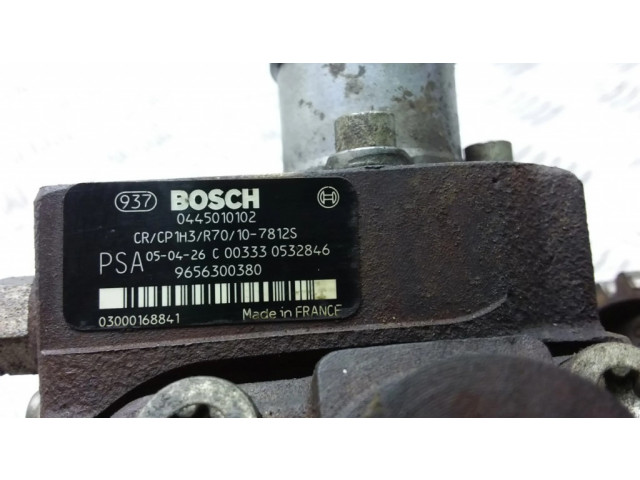 937 BOSCH
0445010102
CR/CP1H3/R70/10-7812S
PSA 05-04-26 C 00333 0532846
9656300380
03000168841 Made in FRANCE